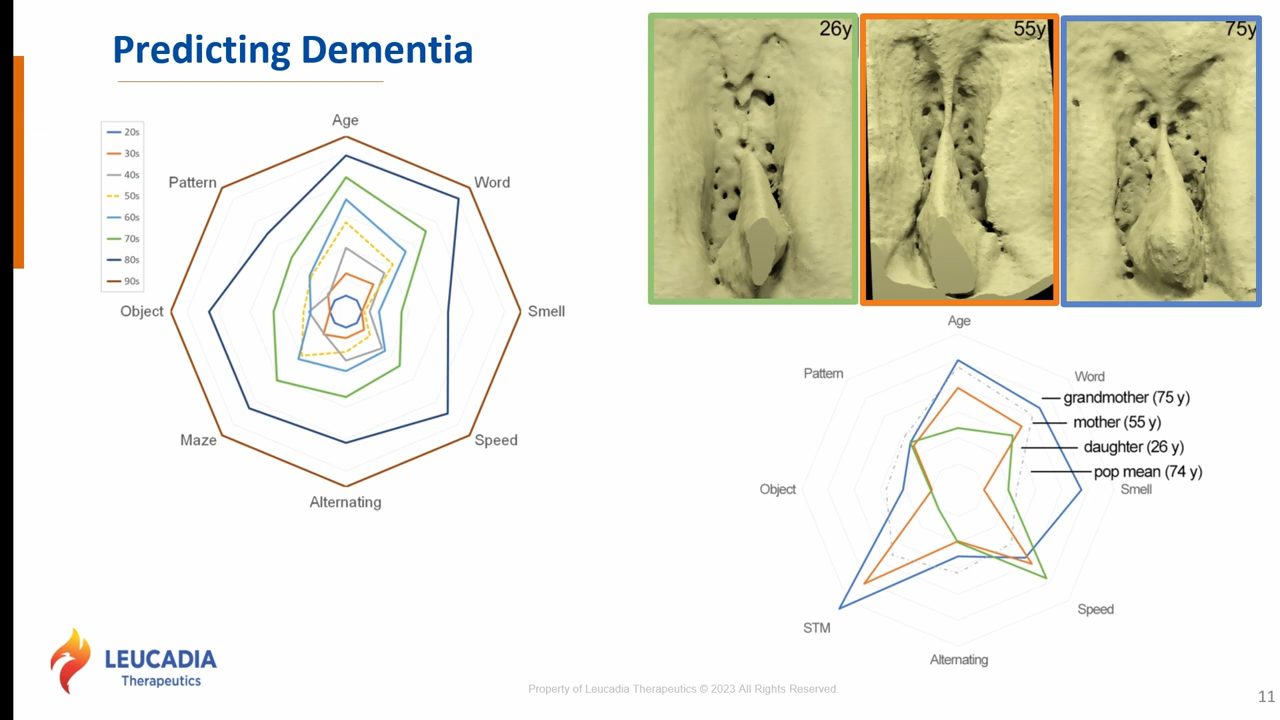 Predicting Dementia
26y
55y
75y
20s
30s
40s
50s
60s
70s
80s
90s
Age
Word
Smell
Speed
Alternating
Maze
Object
Pattern
Age
Word
grandmother (75 y)
mother (55 y)
daughter (26 y)
pop mean (74 y)
Smell
Speed
Alternating
STM
Object
Pattern
LEUCADIA
Therapeutics
Property of Leucadia Therapeutics © 2023 All Rights Reserved.
11